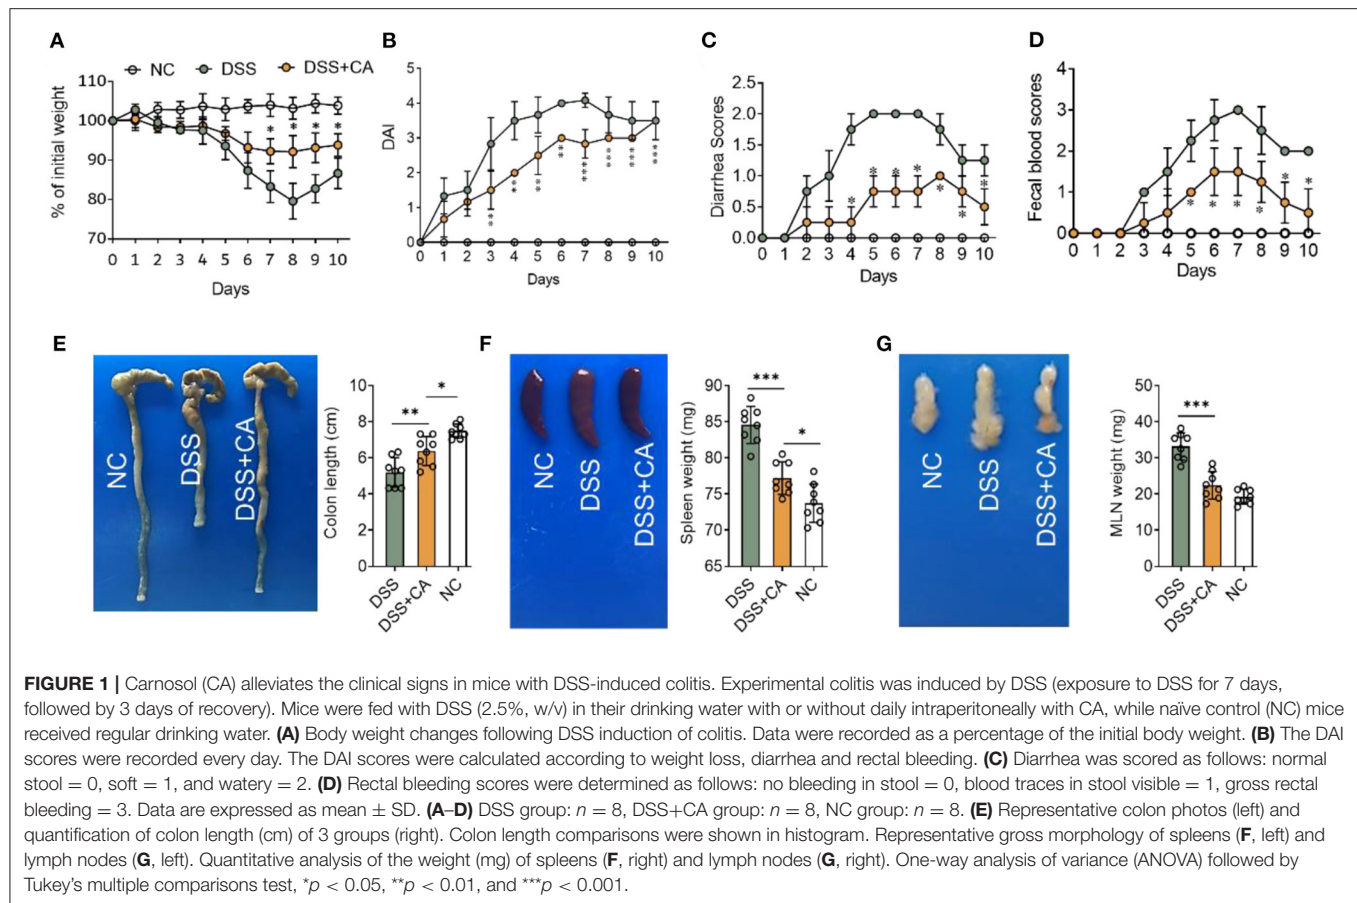 A
B
C
D
NC
DSS
DSS+CA
% of initial weight
110
100
90
80
70
* * * *
0 1 2 3 4 5 6 7 8 9 10
Days
DAI
5
4
3
2
1
0
** ** ** ** *** *** *** ***
0 1 2 3 4 5 6 7 8 9 10
Days
Diarrhea Scores
2.5
2.0
1.5
1.0
0.5
0.0
* * * * * * *
0 1 2 3 4 5 6 7 8 9 10
Days
Fecal blood scores
4
3
2
1
0
* * * * * *
0 1 2 3 4 5 6 7 8 9 10
Days
E
NC
DSS
DSS+CA
Colon length (cm)
10
8
6
4
2
0
** *
DSS
DSS+CA
NC
F
NC
DSS
DSS+CA
Spleen weight (mg)
90
85
80
75
70
65
*** *
DSS
DSS+CA
NC
G
NC
DSS
DSS+CA
MLN weight (mg)
50
40
30
20
10
0
***
DSS
DSS+CA
NC
FIGURE 1 | Carnosol (CA) alleviates the clinical signs in mice with DSS-induced colitis. Experimental colitis was induced by DSS (exposure to DSS for 7 days,
followed by 3 days of recovery). Mice were fed with DSS (2.5%, w/v) in their drinking water with or without daily intraperitoneally with CA, while naïve control (NC) mice
received regular drinking water. (A) Body weight changes following DSS induction of colitis. Data were recorded as a percentage of the initial body weight. (B) The DAI
scores were recorded every day. The DAI scores were calculated according to weight loss, diarrhea and rectal bleeding. (C) Diarrhea was scored as follows: normal
stool = 0, soft = 1, and watery = 2. (D) Rectal bleeding scores were determined as follows: no bleeding in stool = 0, blood traces in stool visible = 1, gross rectal
bleeding = 3. Data are expressed as mean ± SD. (A–D) DSS group: n = 8, DSS+CA group: n = 8, NC group: n = 8. (E) Representative colon photos (left) and
quantification of colon length (cm) of 3 groups (right). Colon length comparisons were shown in histogram. Representative gross morphology of spleens (F, left) and
lymph nodes (G, left). Quantitative analysis of the weight (mg) of spleens (F, right) and lymph nodes (G, right). One-way analysis of variance (ANOVA) followed by
Tukey's multiple comparisons test, *p < 0.05, **p < 0.01, and ***p < 0.001.